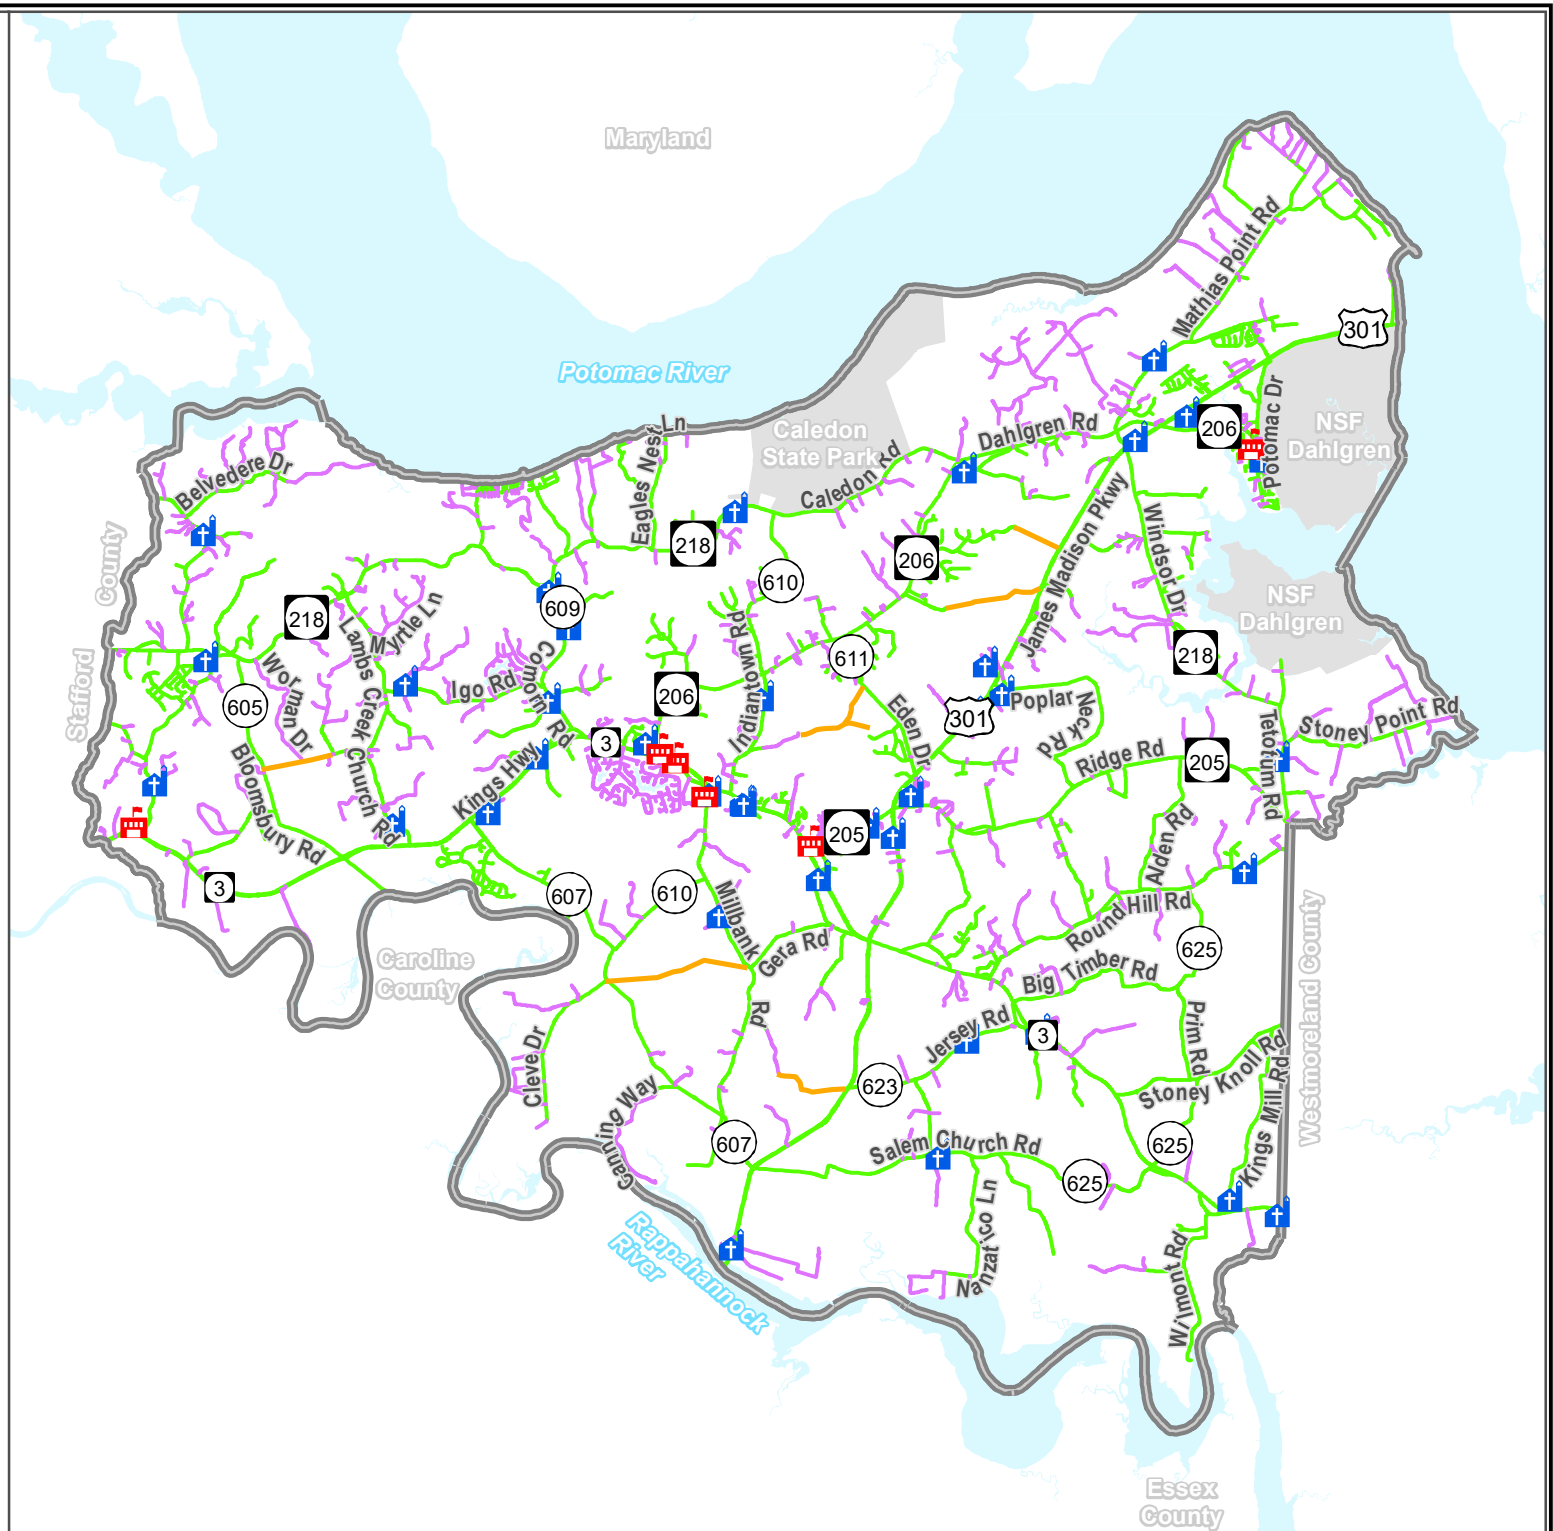 Maryland
Mathias Point Rd
301
Potomac River
Potomac Dr
NSF
Dahlgren
206
Eagles Nest Ln
Caledon
State Park
Dahlgren Rd
Caledon Rd
Belvedere Dr
County
Stafford
218
206
610
James Madison Pkwy
Windsor Dr
NSF
Dahlgren
609
218
Lambs Creek Church Rd
Myrtle Ln
Indiantown Rd
611
218
Worman Dr
Comorn Rd
Igo Rd
206
605
Eden Dr
301
Poplar Neck Rd
Tetotum Rd
Stoney Point Rd
3
Ridge Rd
205
Bloomsbury Rd
Kings Hwy
205
Alden Rd
3
607
610
Millbank Rd
Round Hill Rd
Gera Rd
625
Westmoreland County
Caroline
County
Big Timber Rd
Prim Rd
Jersey Rd
3
Cleve Dr
623
Stoney Knoll Rd
Kings Mill Rd
Canning Way
607
Salem Church Rd
625
625
Nanzatico Ln
Rappahannock
River
Wilmont Rd
Essex
County